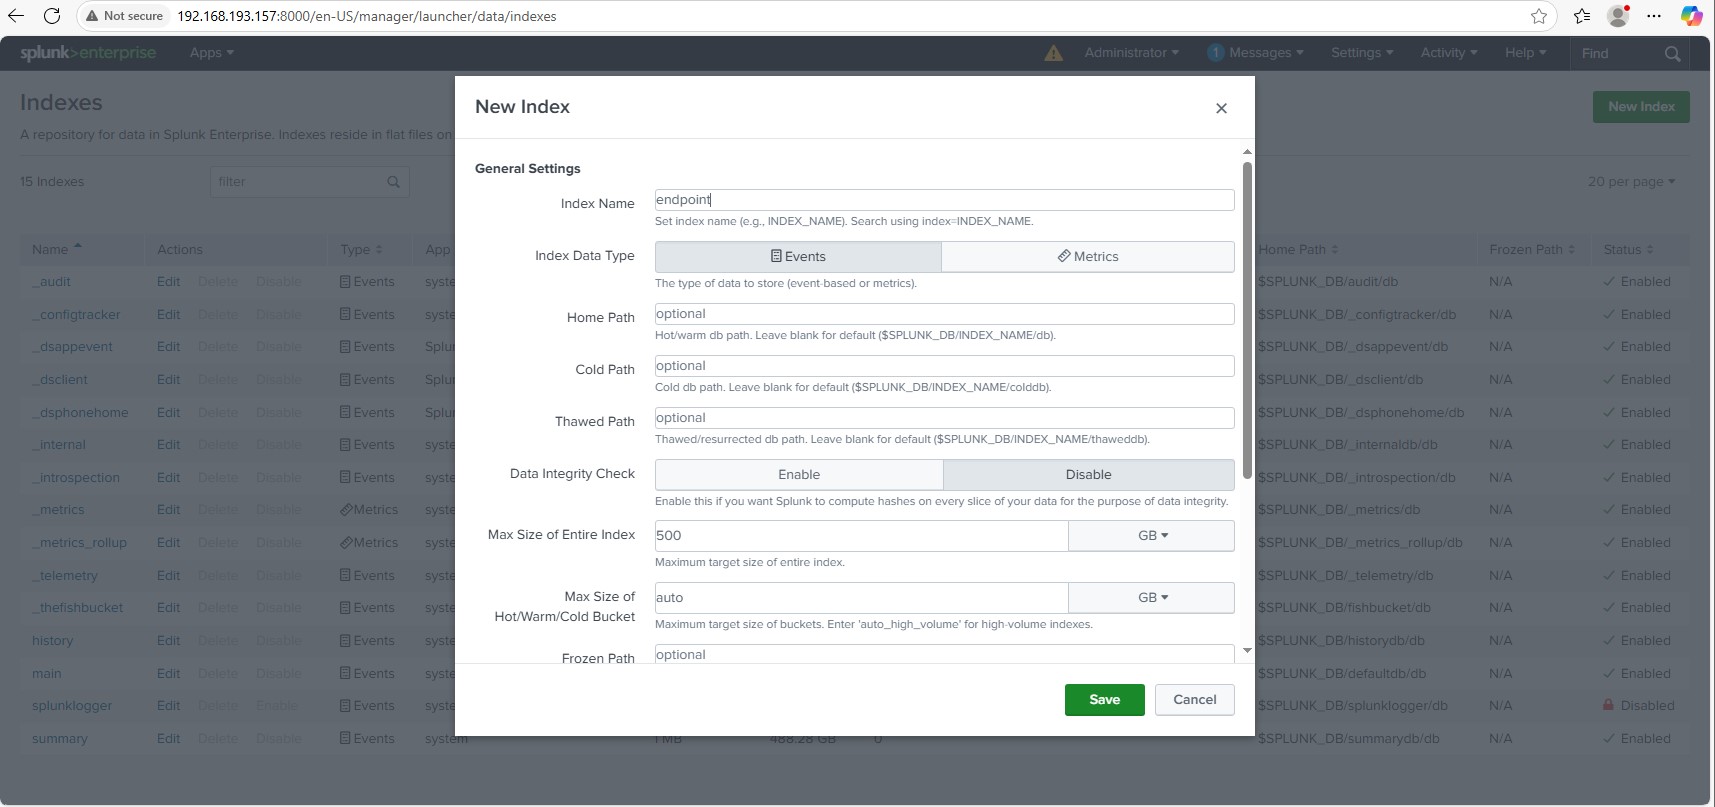 Not secure 192.168.193.157:8000/en-US/manager/launcher/data/indexes
splunk>enterprise Apps Administrator 1 Messages Settings Activity Help Find
Indexes
New Index
A repository for data in Splunk Enterprise. Indexes reside in flat files on
15 Indexes filter 20 per page
Name Actions Type App Home Path Frozen Path Status
_audit Edit Delete Disable Events syste $SPLUNK_DB/audit/db N/A Enabled
_configtracker Edit Delete Disable Events syste $SPLUNK_DB/_configtracker/db N/A Enabled
_dsappevent Edit Delete Disable Events Splun $SPLUNK_DB/_dsappevent/db N/A Enabled
_dsclient Edit Delete Disable Events Splun $SPLUNK_DB/_dsclient/db N/A Enabled
_dsphonehome Edit Delete Disable Events Splun $SPLUNK_DB/_dsphonehome/db N/A Enabled
_internal Edit Delete Disable Events syste $SPLUNK_DB/_internaldb/db N/A Enabled
_introspection Edit Delete Disable Events syste $SPLUNK_DB/_introspection/db N/A Enabled
_metrics Edit Delete Disable Metrics syste $SPLUNK_DB/_metrics/db N/A Enabled
_metrics_rollup Edit Delete Disable Metrics syste $SPLUNK_DB/_metrics_rollup/db N/A Enabled
_telemetry Edit Delete Disable Events syste $SPLUNK_DB/_telemetry/db N/A Enabled
_thefishbucket Edit Delete Disable Events syste $SPLUNK_DB/fishbucket/db N/A Enabled
history Edit Delete Disable Events syste $SPLUNK_DB/historydb/db N/A Enabled
main Edit Delete Disable Events syste $SPLUNK_DB/defaultdb/db N/A Enabled
splunklogger Edit Delete Enable Events syste $SPLUNK_DB/splunklogger/db N/A Disabled
summary Edit Delete Disable Events system 1 MB 488.28 GB 0 $SPLUNK_DB/summarydb/db N/A Enabled
New Index
General Settings
Index Name endpoint
Set index name (e.g., INDEX_NAME). Search using index=INDEX_NAME.
Index Data Type Events Metrics
The type of data to store (event-based or metrics).
Home Path optional
Hot/warm db path. Leave blank for default ($SPLUNK_DB/INDEX_NAME/db).
Cold Path optional
Cold db path. Leave blank for default ($SPLUNK_DB/INDEX_NAME/colddb).
Thawed Path optional
Thawed/resurrected db path. Leave blank for default ($SPLUNK_DB/INDEX_NAME/thaweddb).
Data Integrity Check Enable Disable
Enable this if you want Splunk to compute hashes on every slice of your data for the purpose of data integrity.
Max Size of Entire Index 500 GB
Maximum target size of entire index.
Max Size of
Hot/Warm/Cold Bucket auto GB
Maximum target size of buckets. Enter 'auto_high_volume' for high-volume indexes.
Frozen Path optional
Save Cancel